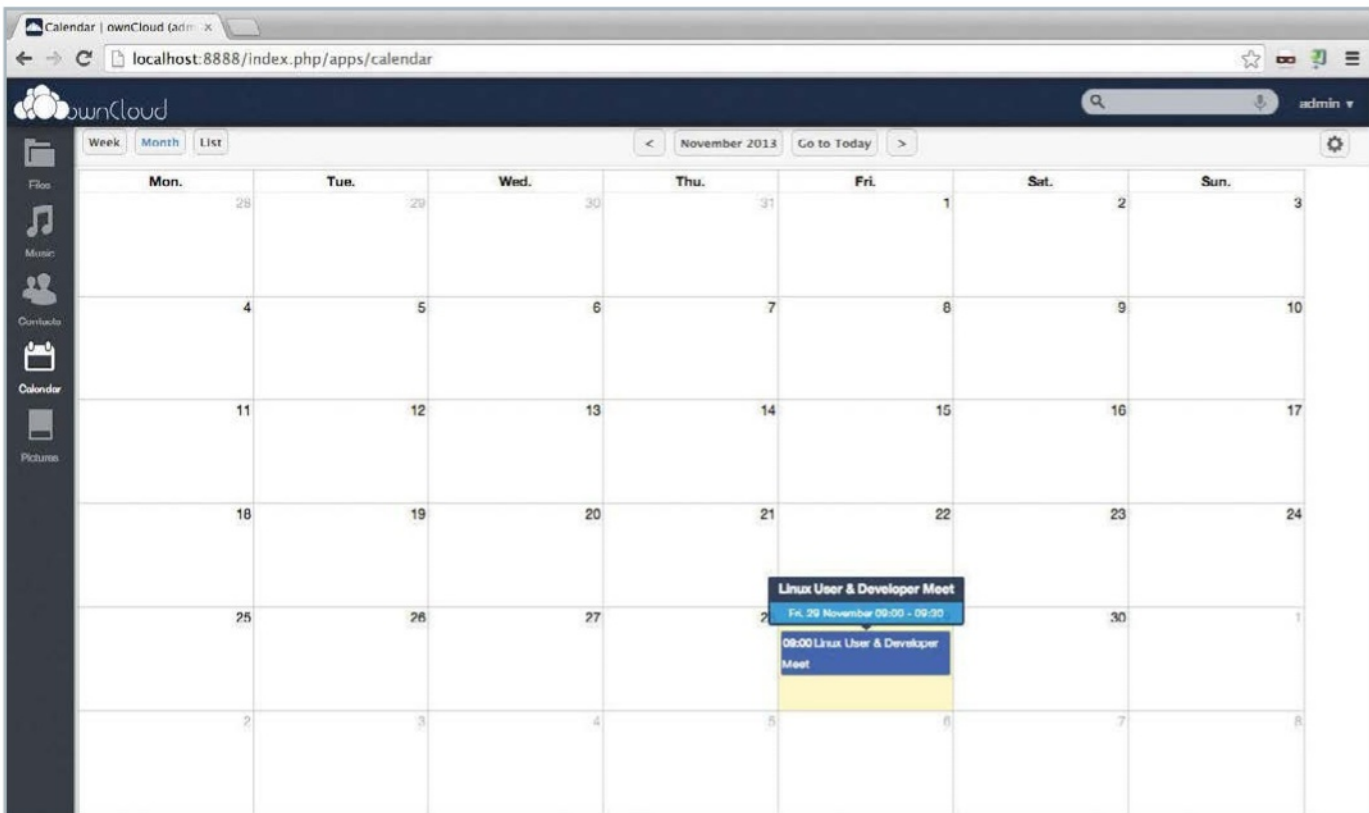 Calendar | ownCloud (adm
localhost:8888/index.php/apps/calendar
ownCloud
admin
Week Month List
< November 2013 Go to Today >
Files
Music
Contacts
Calendar
Pictures
Mon. Tue. Wed. Thu. Fri. Sat. Sun.
28 29 30 31 1 2 3
4 5 6 7 8 9 10
11 12 13 14 15 16 17
18 19 20 21 22 23 24
Linux User & Developer Meet
Fri. 29 November 09:00 - 09:30
25 26 27 2 30 1
09:00 Linux User & Developer
Meet
2 3 4 5 6 7 8